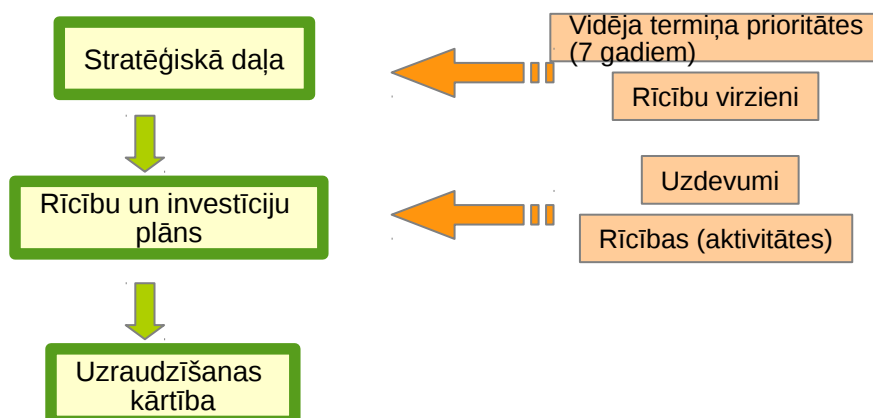 Stratēģiskā daļa
Vidēja termiņa prioritātes
(7 gadiem)
Rīcību virzieni
Rīcību un investīciju
plāns
Uzdevumi
Rīcības (aktivitātes)
Uzraudzīšanas
kārtība